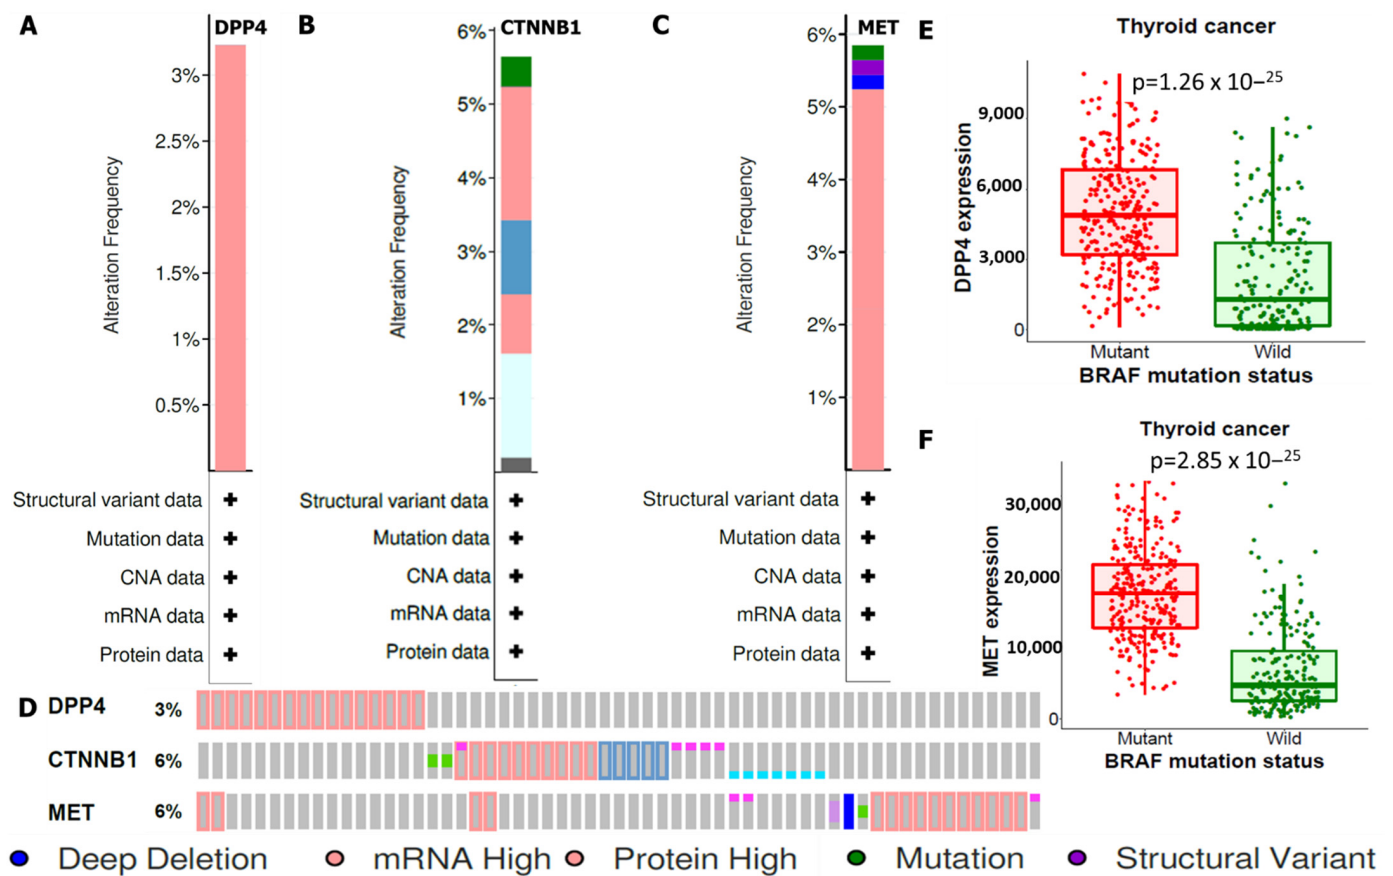 A
DPP4
3%
2.5%
2%
1.5%
1%
0.5%
Alteration Frequency
Structural variant data
Mutation data
CNA data
mRNA data
Protein data
B
CTNNB1
6%
5%
4%
3%
2%
1%
Alteration Frequency
Structural variant data
Mutation data
CNA data
mRNA data
Protein data
C
MET
6%
5%
4%
3%
2%
1%
Alteration Frequency
Structural variant data
Mutation data
CNA data
mRNA data
Protein data
E
Thyroid cancer
p=1.26 x 10–25
9,000
6,000
3,000
0
DPP4 expression
Mutant Wild
BRAF mutation status
F
Thyroid cancer
p=2.85 x 10–25
30,000
20,000
10,000
0
MET expression
Mutant Wild
BRAF mutation status
D
DPP4 3%
CTNNB1 6%
MET 6%
Deep Deletion mRNA High Protein High Mutation Structural Variant